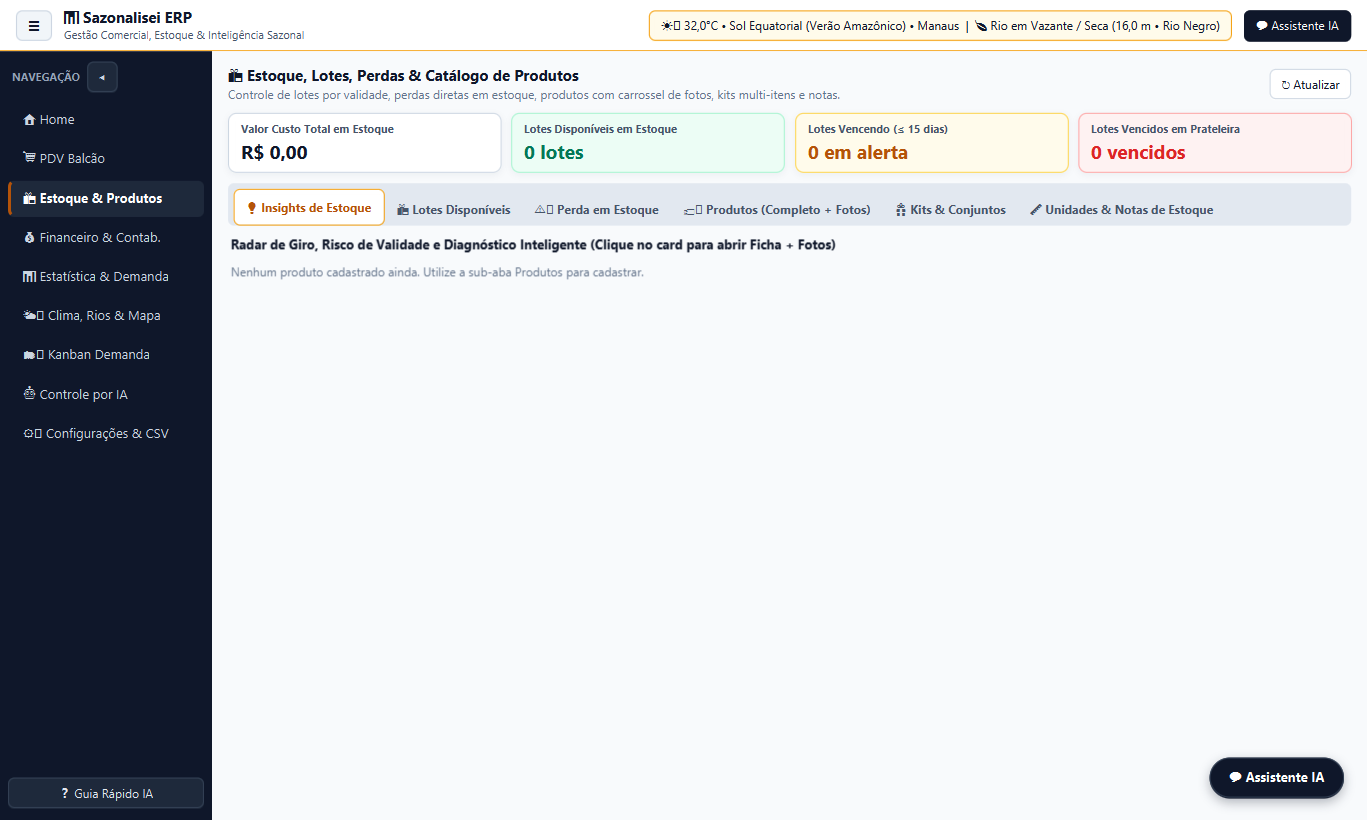 ☰
Sazonalisei ERP
Gestão Comercial, Estoque & Inteligência Sazonal
32,0°C • Sol Equatorial (Verão Amazônico) • Manaus | Rio em Vazante / Seca (16,0 m • Rio Negro)
Assistente IA
NAVEGAÇÃO
Home
PDV Balcão
Estoque & Produtos
Financeiro & Contab.
Estatística & Demanda
Clima, Rios & Mapa
Kanban Demanda
Controle por IA
Configurações & CSV
? Guia Rápido IA
Estoque, Lotes, Perdas & Catálogo de Produtos
Controle de lotes por validade, perdas diretas em estoque, produtos com carrossel de fotos, kits multi-itens e notas.
↻ Atualizar
Valor Custo Total em Estoque
R$ 0,00
Lotes Disponíveis em Estoque
0 lotes
Lotes Vencendo (≤ 15 dias)
0 em alerta
Lotes Vencidos em Prateleira
0 vencidos
Insights de Estoque
Lotes Disponíveis
Perda em Estoque
Produtos (Completo + Fotos)
Kits & Conjuntos
Unidades & Notas de Estoque
Radar de Giro, Risco de Validade e Diagnóstico Inteligente (Clique no card para abrir Ficha + Fotos)
Nenhum produto cadastrado ainda. Utilize a sub-aba Produtos para cadastrar.
Assistente IA